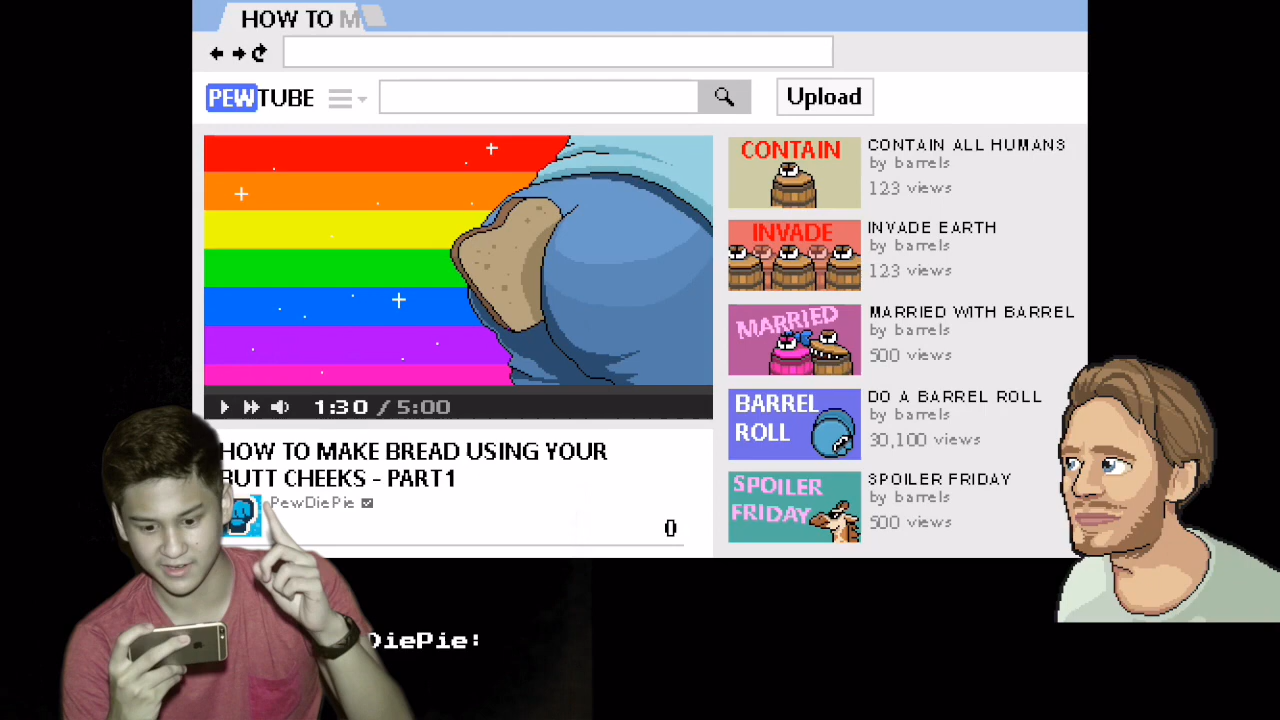 HOW TO M
PEWTUBE
Upload
CONTAIN
CONTAIN ALL HUMANS
by barrels
123 views
INVADE
INVADE EARTH
by barrels
123 views
MARRIED
MARRIED WITH BARREL
by barrels
500 views
BARREL
ROLL
DO A BARREL ROLL
by barrels
30,100 views
SPOILER
FRIDAY
SPOILER FRIDAY
by barrels
500 views
1:30 / 5:00
HOW TO MAKE BREAD USING YOUR
BUTT CHEEKS - PART 1
PewDiePie
0
DiePie: